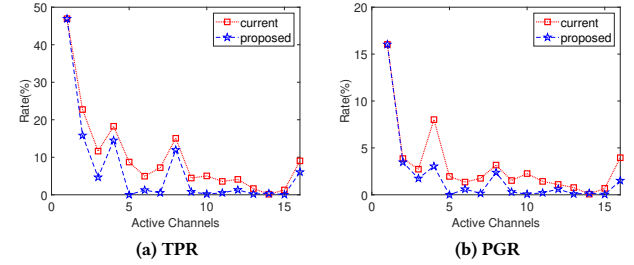 50
40
30
20
10
0
0
5
10
15
Rate(%)
Active Channels
current
proposed
(a) TPR
20
15
10
5
0
0
5
10
15
Rate(%)
Active Channels
current
proposed
(b) PGR